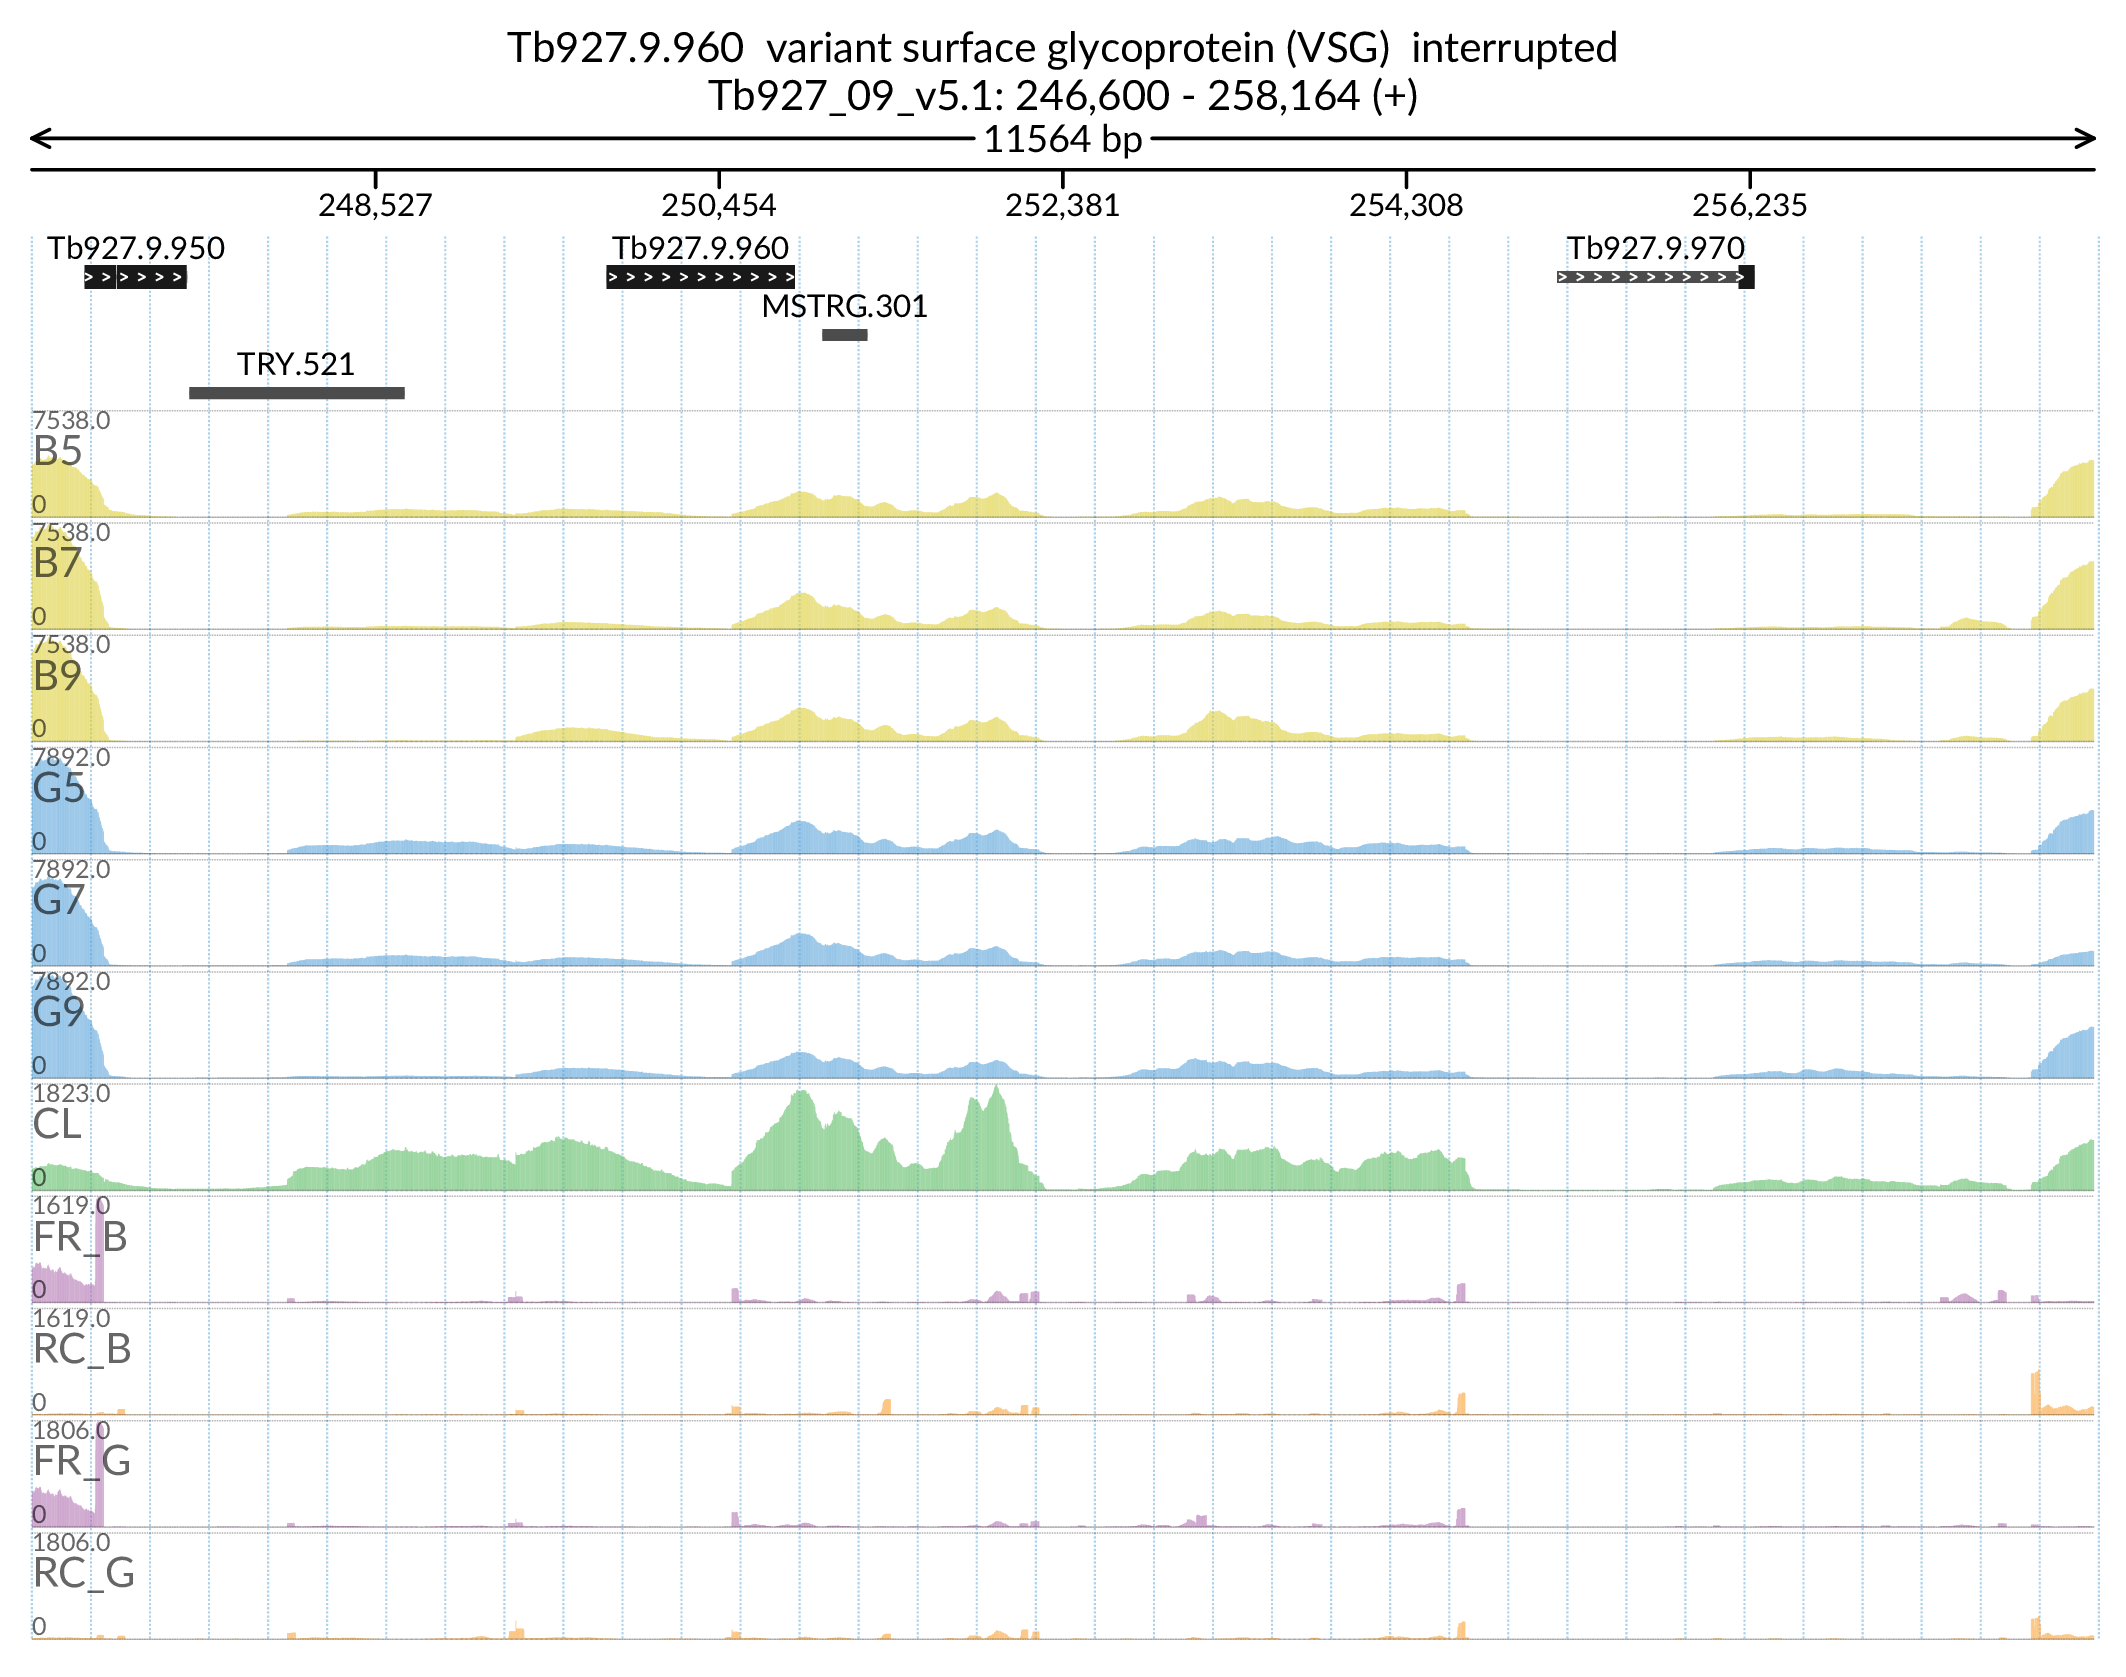 Tb927.9.960  variant surface glycoprotein (VSG)  interrupted
Tb927_09_v5.1: 246,600 - 258,164 (+)
11564 bp
248,527 250,454 252,381 254,308 256,235
Tb927.9.950 Tb927.9.960 Tb927.9.970
MSTRG.301
TRY.521
7538.0
B5
0
7538.0
B7
0
7538.0
B9
0
7892.0
G5
0
7892.0
G7
0
7892.0
G9
0
1823.0
CL
0
1619.0
FR_B
0
1619.0
RC_B
0
1806.0
FR_G
0
1806.0
RC_G
0